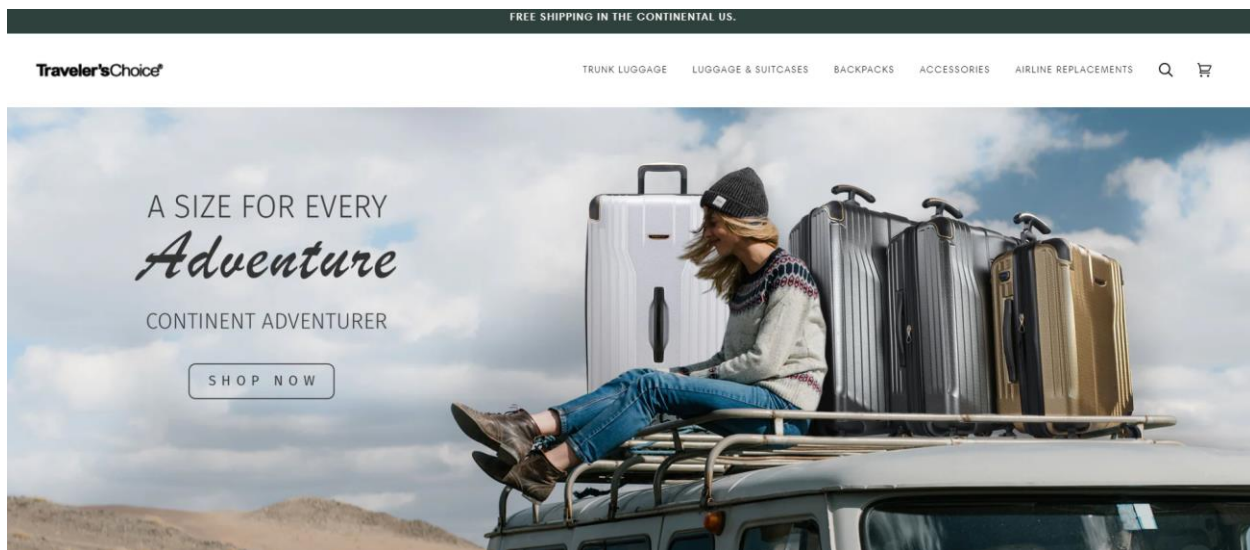 FREE SHIPPING IN THE CONTINENTAL US.
Traveler'sChoice®
TRUNK LUGGAGE LUGGAGE & SUITCASES BACKPACKS ACCESSORIES AIRLINE REPLACEMENTS
A SIZE FOR EVERY
Adventure
CONTINENT ADVENTURER
SHOP NOW